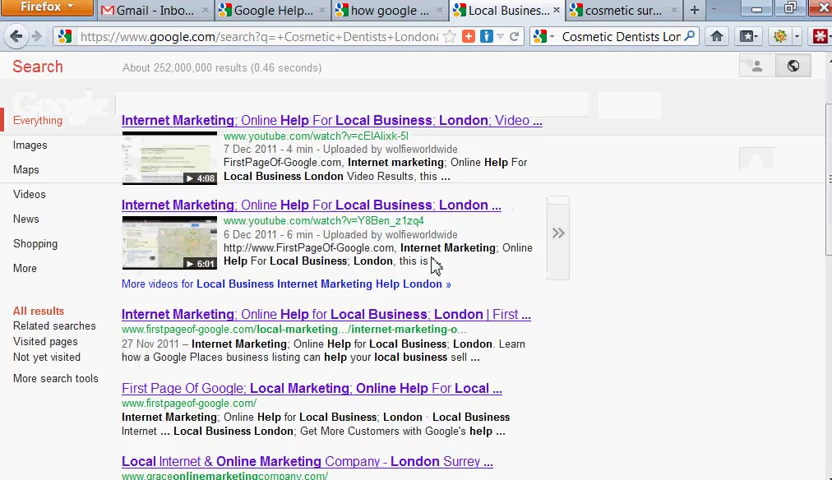 Firefox
Gmail - Inbo...
Google Help...
how google ...
Local Busines...
cosmetic sur...
https://www.google.com/search?q=+Cosmetic+Dentists+London
Cosmetic Dentists Lor
Search
About 252,000,000 results (0.46 seconds)
Google
Everything
Images
Maps
Videos
News
Shopping
More
All results
Related searches
Visited pages
Not yet visited
More search tools
Internet Marketing; Online Help For Local Business; London; Video ...
www.youtube.com/watch?v=cEIAlixk-5I
7 Dec 2011 - 4 min - Uploaded by wolfieworldwide
FirstPageOf-Google.com, Internet marketing; Online Help For
Local Business London Video Results, this ...
4:08
Internet Marketing; Online Help For Local Business; London ...
www.youtube.com/watch?v=Y8Ben_z1zq4
6 Dec 2011 - 6 min - Uploaded by wolfieworldwide
http://www.FirstPageOf-Google.com, Internet Marketing; Online
Help For Local Business; London, this is ...
6:01
More videos for Local Business Internet Marketing Help London »
Internet Marketing; Online Help for Local Business; London | First ...
www.firstpageof-google.com/local-marketing.../internet-marketing-o...
27 Nov 2011 – Internet Marketing; Online Help for Local Business; London. Learn
how a Google Places business listing can help your local business sell ...
First Page Of Google; Local Marketing; Online Help For Local ...
www.firstpageof-google.com/
Internet Marketing; Online Help for Local Business; London · Local Business
Internet ... Local Business London; Get More Customers with Google's help ...
Local Internet & Online Marketing Company - London Surrey ...
www.graceonlinemarketingcompany.com/